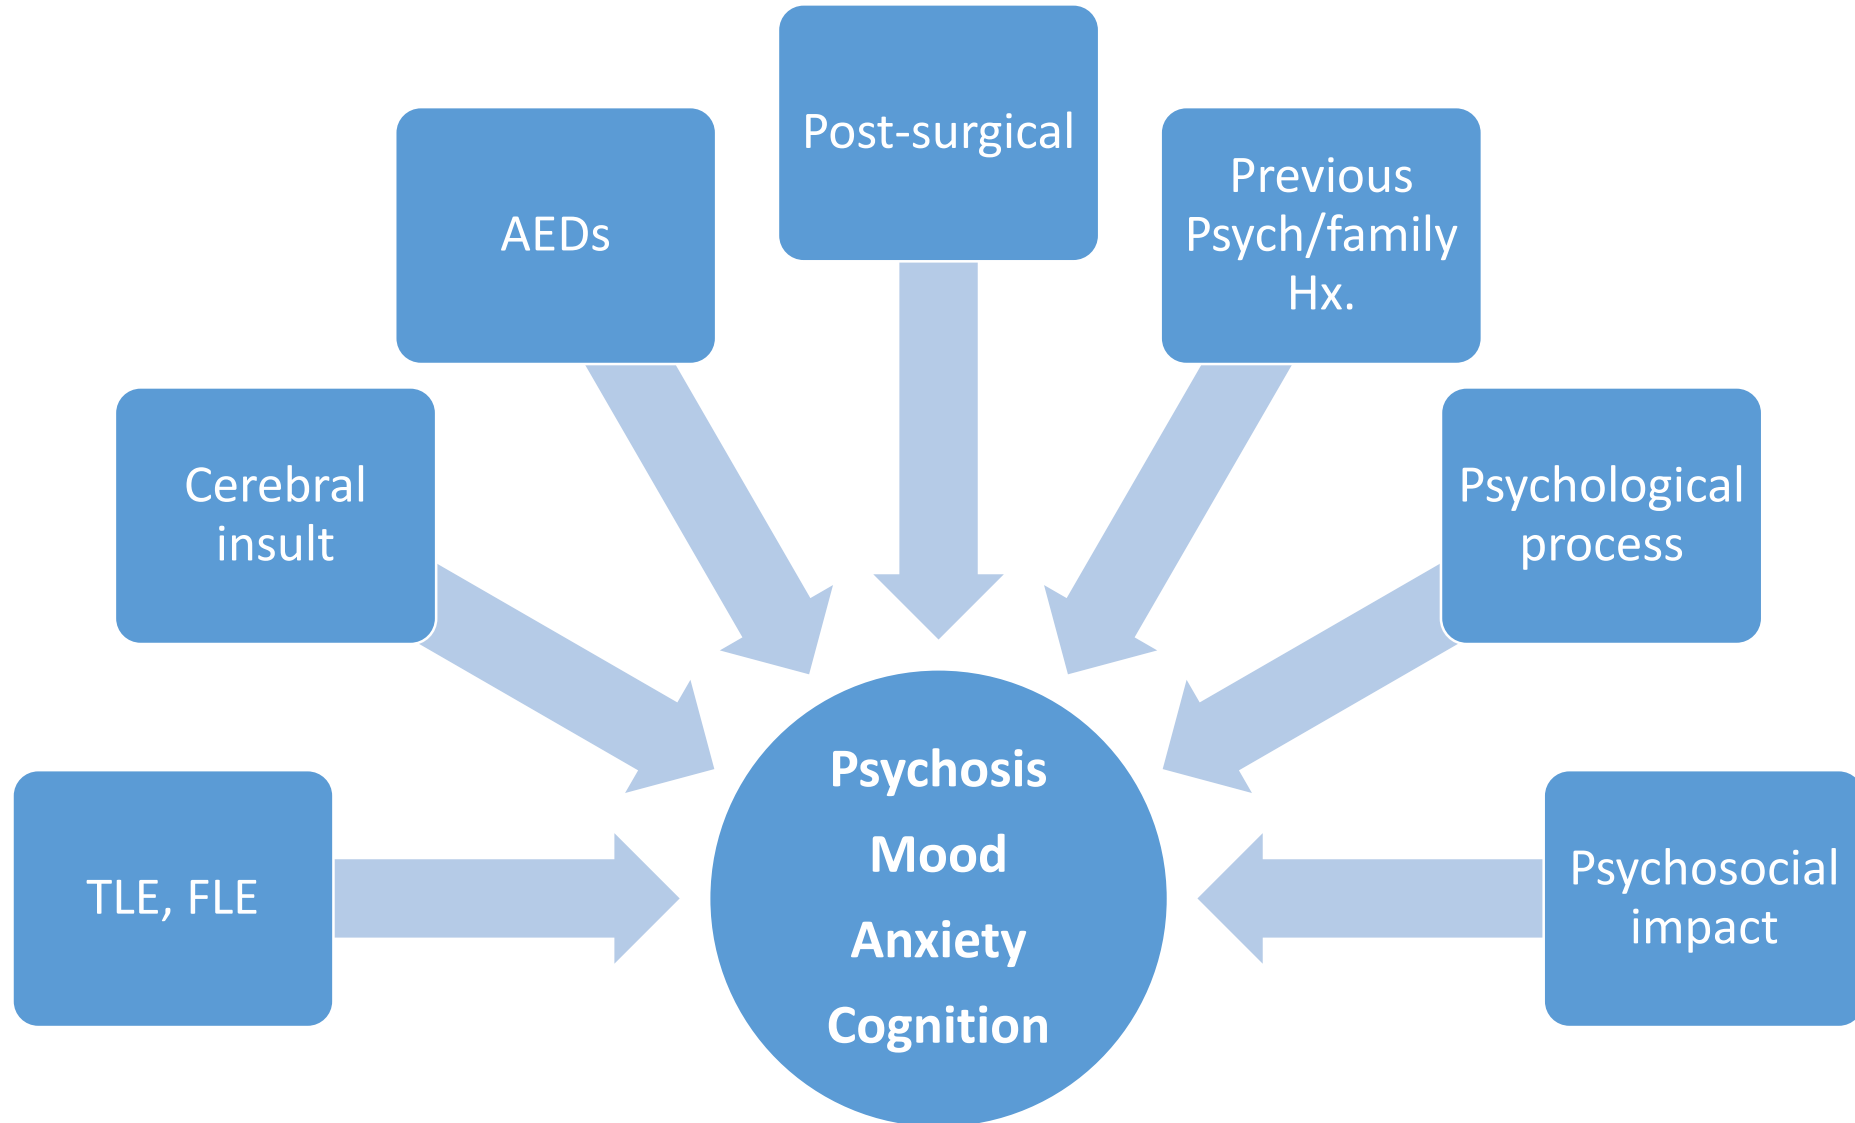 Post-surgical
AEDs
Previous
Psych/family
Hx.
Cerebral
insult
Psychological
process
TLE, FLE
Psychosis
Mood
Anxiety
Cognition
Psychosocial
impact